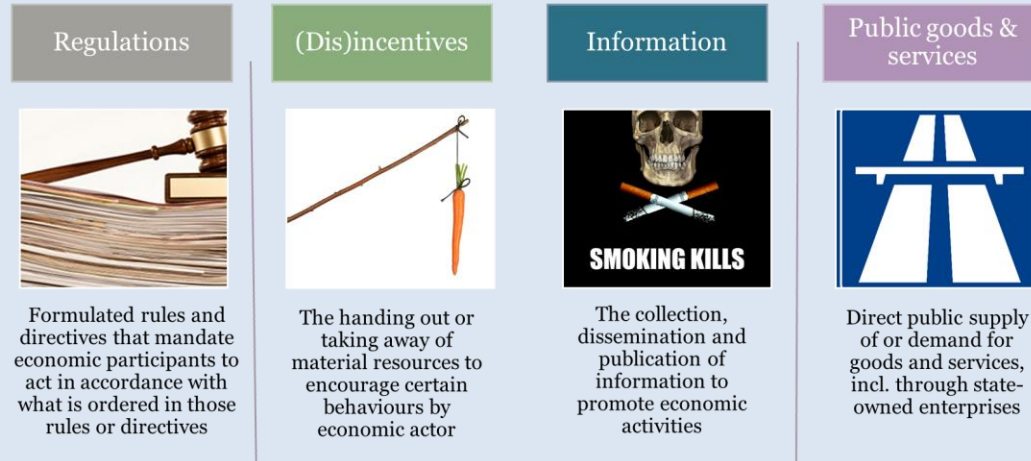 Regulations
Formulated rules and
directives that mandate
economic participants to
act in accordance with
what is ordered in those
rules or directives
(Dis)incentives
The handing out or
taking away of
material resources to
encourage certain
behaviours by
economic actor
Information
SMOKING KILLS
The collection,
dissemination and
publication of
information to
promote economic
activities
Public goods &
services
Direct public supply
of or demand for
goods and services,
incl. through state-
owned enterprises